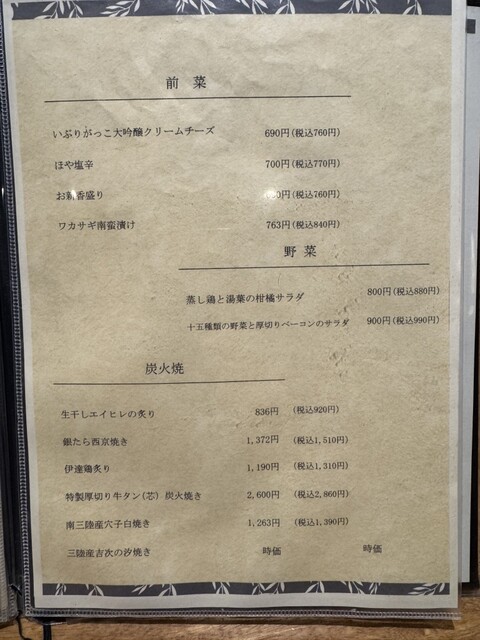 前菜
いぶりがっこ大吟醸クリームチーズ 690円(税込760円)
ほや塩辛 700円(税込770円)
お新香盛り (税込760円)
ワカサギ南蛮漬け 763円(税込840円)
野菜
蒸し鶏と湯葉の柑橘サラダ 800円(税込880円)
十五種類の野菜と厚切りベーコンのサラダ 900円(税込990円)
炭火焼
生干しエイヒレの炙り 836円 (税込920円)
銀たら西京焼き 1,372円 (税込1,510円)
伊達鶏炙り 1,190円 (税込1,310円)
特製厚切り牛タン(芯) 炭火焼き 2,600円 (税込2,860円)
南三陸産穴子白焼き 1,263円 (税込1,390円)
三陸産吉次の汐焼き 時価 時価